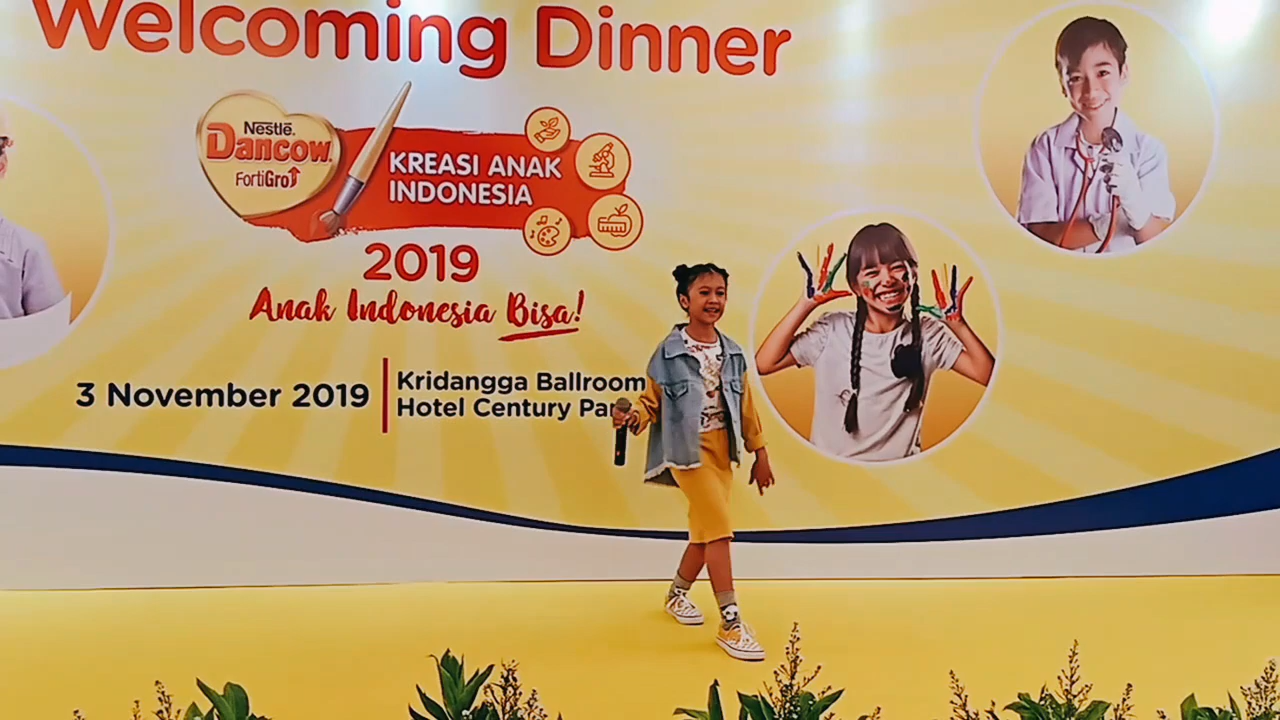 Welcoming Dinner
Nestlé.
Dancow
FortiGro
KREASI ANAK
INDONESIA
2019
Anak Indonesia Bisa!
3 November 2019
Kridangga Ballroom
Hotel Century